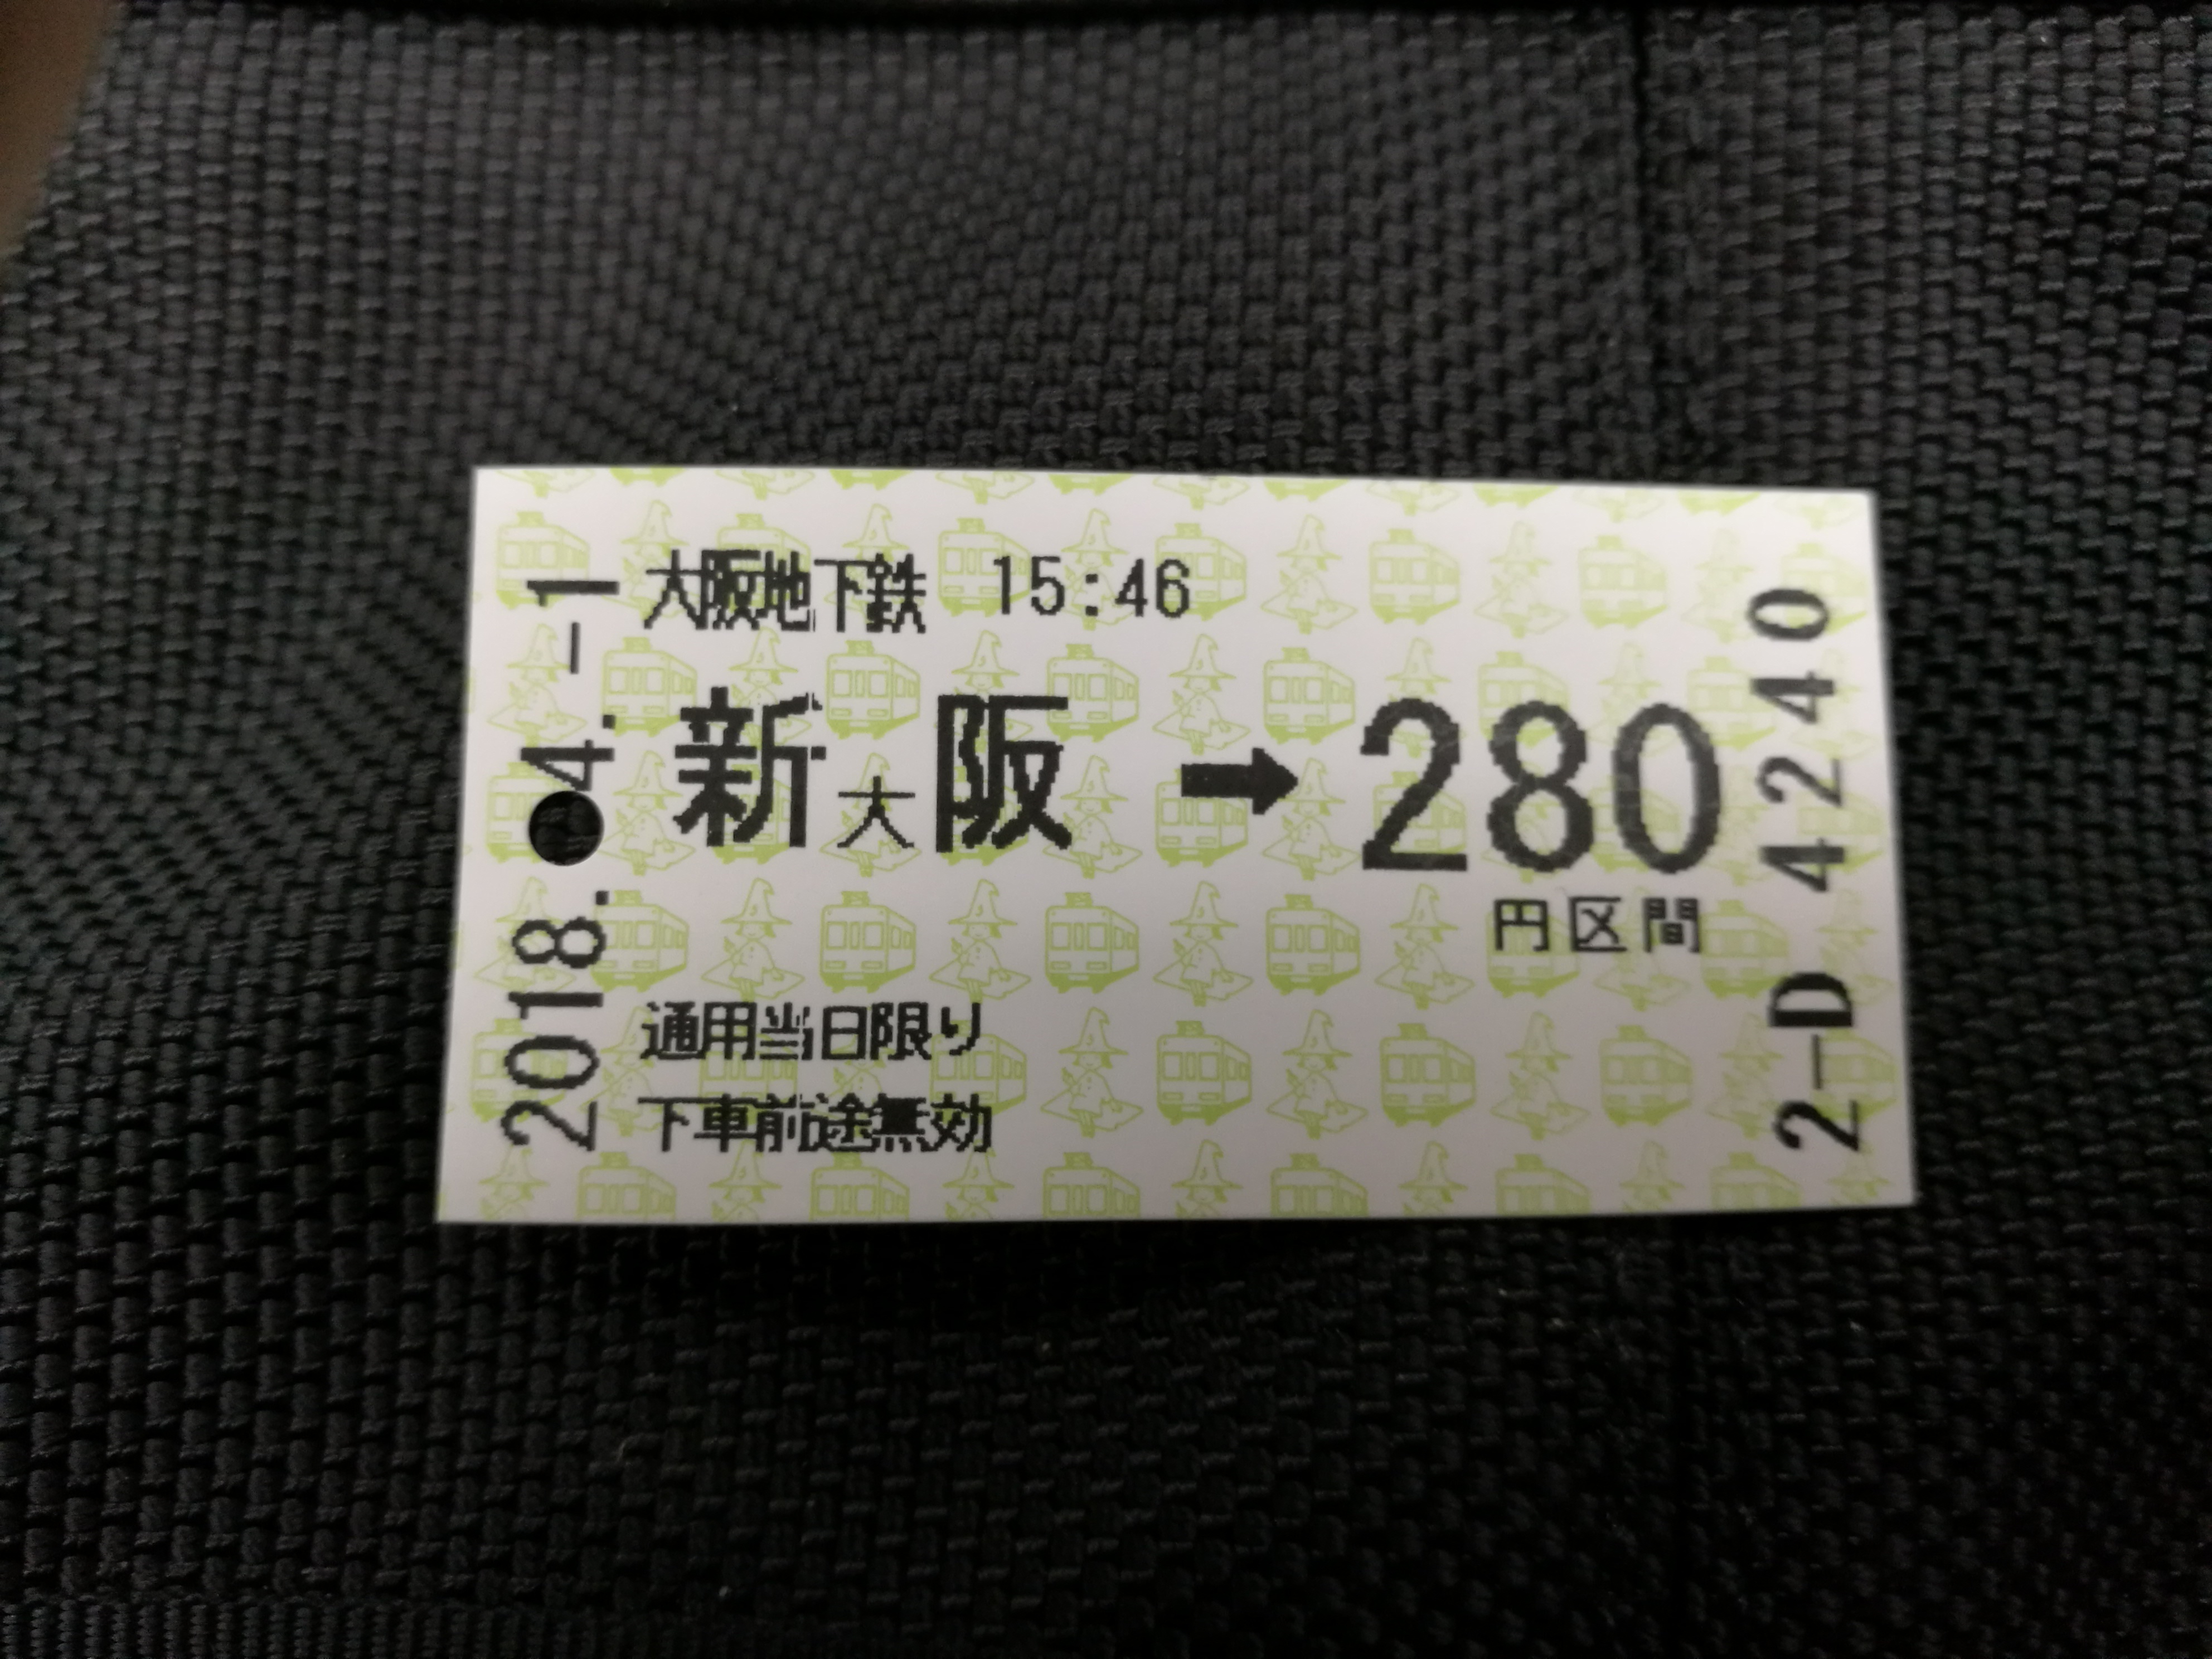 大阪地下鉄 15:46
新大阪 ➡ 280
円区間
通用当日限り
下車前途無効
2018.4.-1
2-D 4240